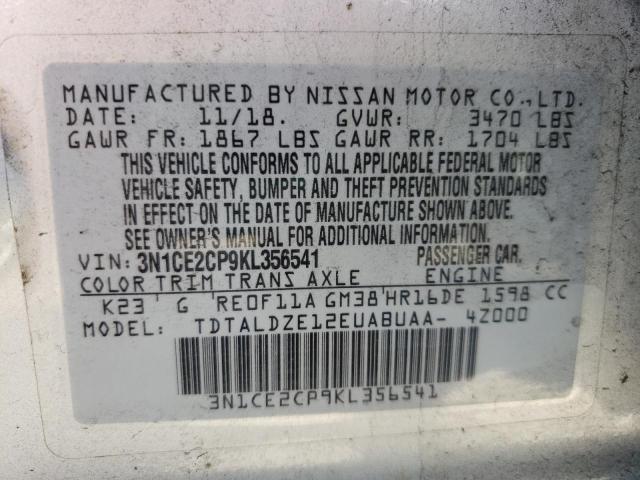 MANUFACTURED BY NISSAN MOTOR CO., LTD.
DATE: 11/18. GVWR: 3470 LBS
GAWR FR: 1867 LBS GAWR RR: 1704 LBS
THIS VEHICLE CONFORMS TO ALL APPLICABLE FEDERAL MOTOR
VEHICLE SAFETY, BUMPER AND THEFT PREVENTION STANDARDS
IN EFFECT ON THE DATE OF MANUFACTURE SHOWN ABOVE.
SEE OWNER'S MANUAL FOR ADDITIONAL INFORMATION.
VIN: 3N1CE2CP9KL356541 PASSENGER CAR.
COLOR TRIM TRANS AXLE ENGINE
K23 G RE0F11A GM38 HR16DE 1598 CC
MODEL: TDTALDZE12EUABUAA- 4Z000
3N1CE2CP9KL356541